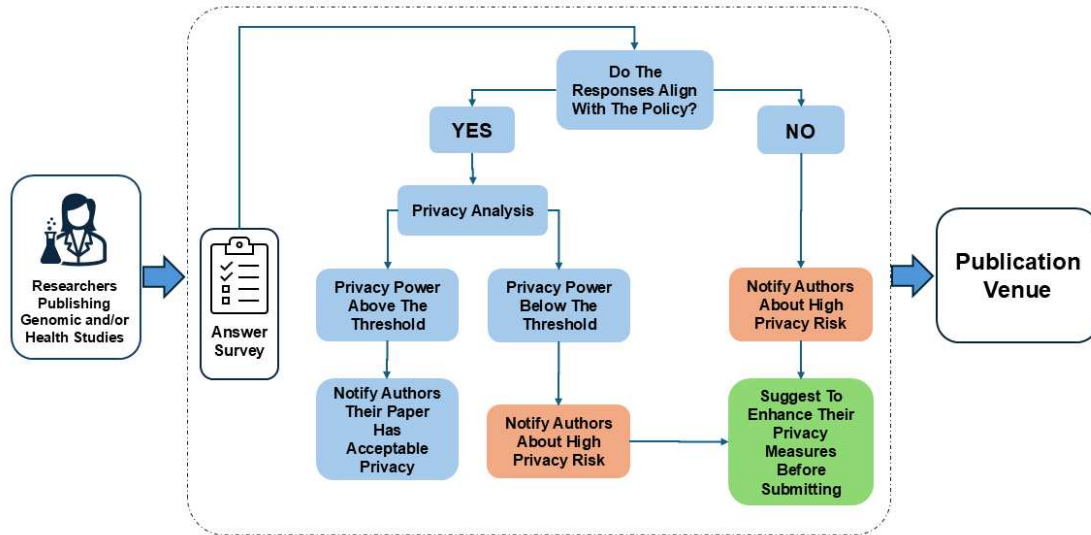 Do The
Responses Align
With The Policy?
YES
NO
Privacy Analysis
Researchers
Publishing
Genomic and/or
Health Studies
Answer
Survey
Privacy Power
Above The
Threshold
Privacy Power
Below The
Threshold
Notify Authors
About High
Privacy Risk
Publication
Venue
Notify Authors
Their Paper
Has
Acceptable
Privacy
Notify Authors
About High
Privacy Risk
Suggest To
Enhance Their
Privacy
Measures
Before
Submitting